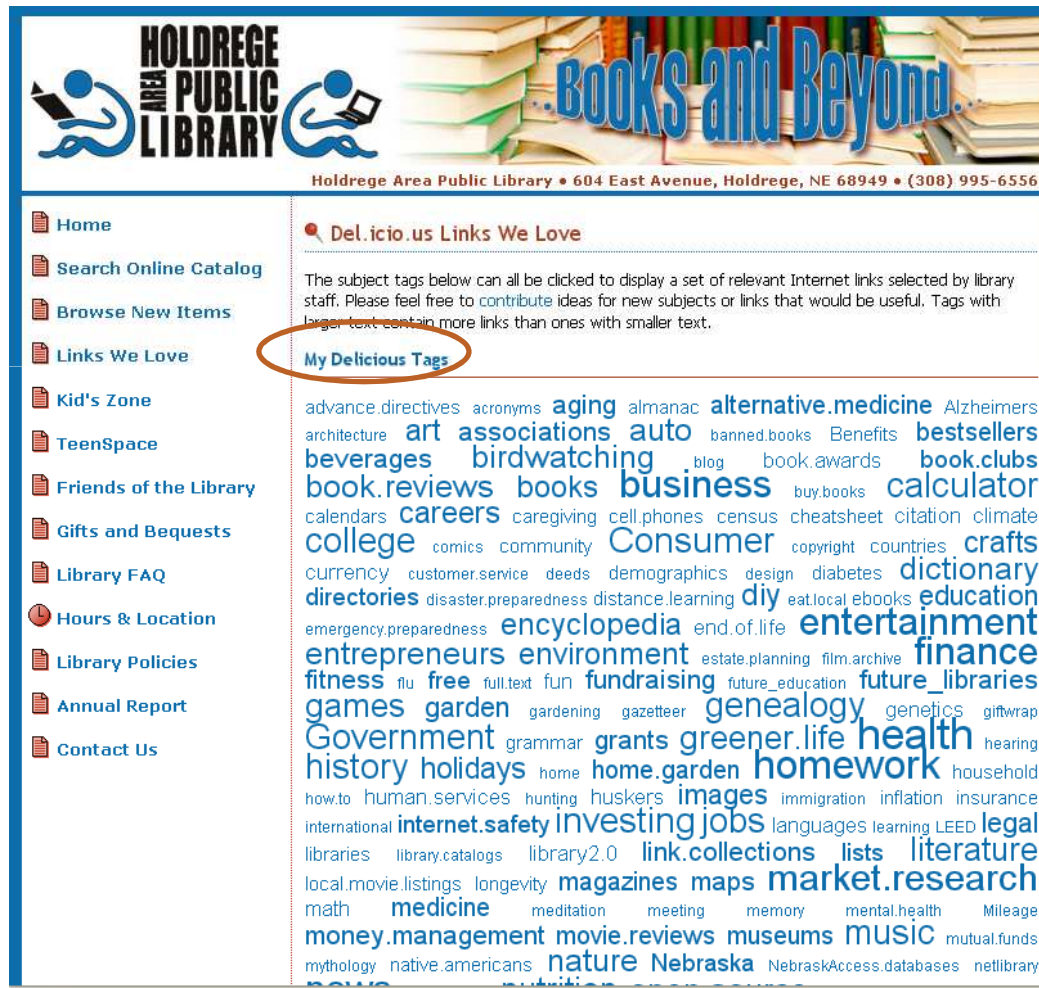 HOLDREGE
AREA PUBLIC
LIBRARY
..Books and Beyond..
Holdrege Area Public Library • 604 East Avenue, Holdrege, NE 68949 • (308) 995-6556
Home
Search Online Catalog
Browse New Items
Links We Love
Kid's Zone
TeenSpace
Friends of the Library
Gifts and Bequests
Library FAQ
Hours & Location
Library Policies
Annual Report
Contact Us
Del.icio.us Links We Love
The subject tags below can all be clicked to display a set of relevant Internet links selected by library
staff. Please feel free to contribute ideas for new subjects or links that would be useful. Tags with
larger text contain more links than ones with smaller text.
My Delicious Tags
advance.directives acronyms aging almanac alternative.medicine Alzheimers
architecture art associations auto banned.books Benefits bestsellers
beverages birdwatching blog book.awards book.clubs
book.reviews books business buy.books calculator
calendars careers caregiving cell.phones census cheatsheet citation climate
college comics community Consumer copyright countries crafts
currency customer.service deeds demographics design diabetes dictionary
directories disaster.preparedness distance.learning diy eat.local ebooks education
emergency.preparedness encyclopedia end.of.life entertainment
entrepreneurs environment estate.planning film.archive finance
fitness flu free full.text fun fundraising future_education future_libraries
games garden gardening gazetteer genealogy genetics giftwrap
Government grammar grants greener.life health hearing
history holidays home home.garden homework household
how.to human.services hunting huskers images immigration inflation insurance
international internet.safety investing jobs languages learning LEED legal
libraries library.catalogs library2.0 link.collections lists literature
local.movie.listings longevity magazines maps market.research
math medicine meditation meeting memory mental.health Mileage
money.management movie.reviews museums music mutual.funds
mythology native.americans nature Nebraska NebraskAccess.databases netlibrary